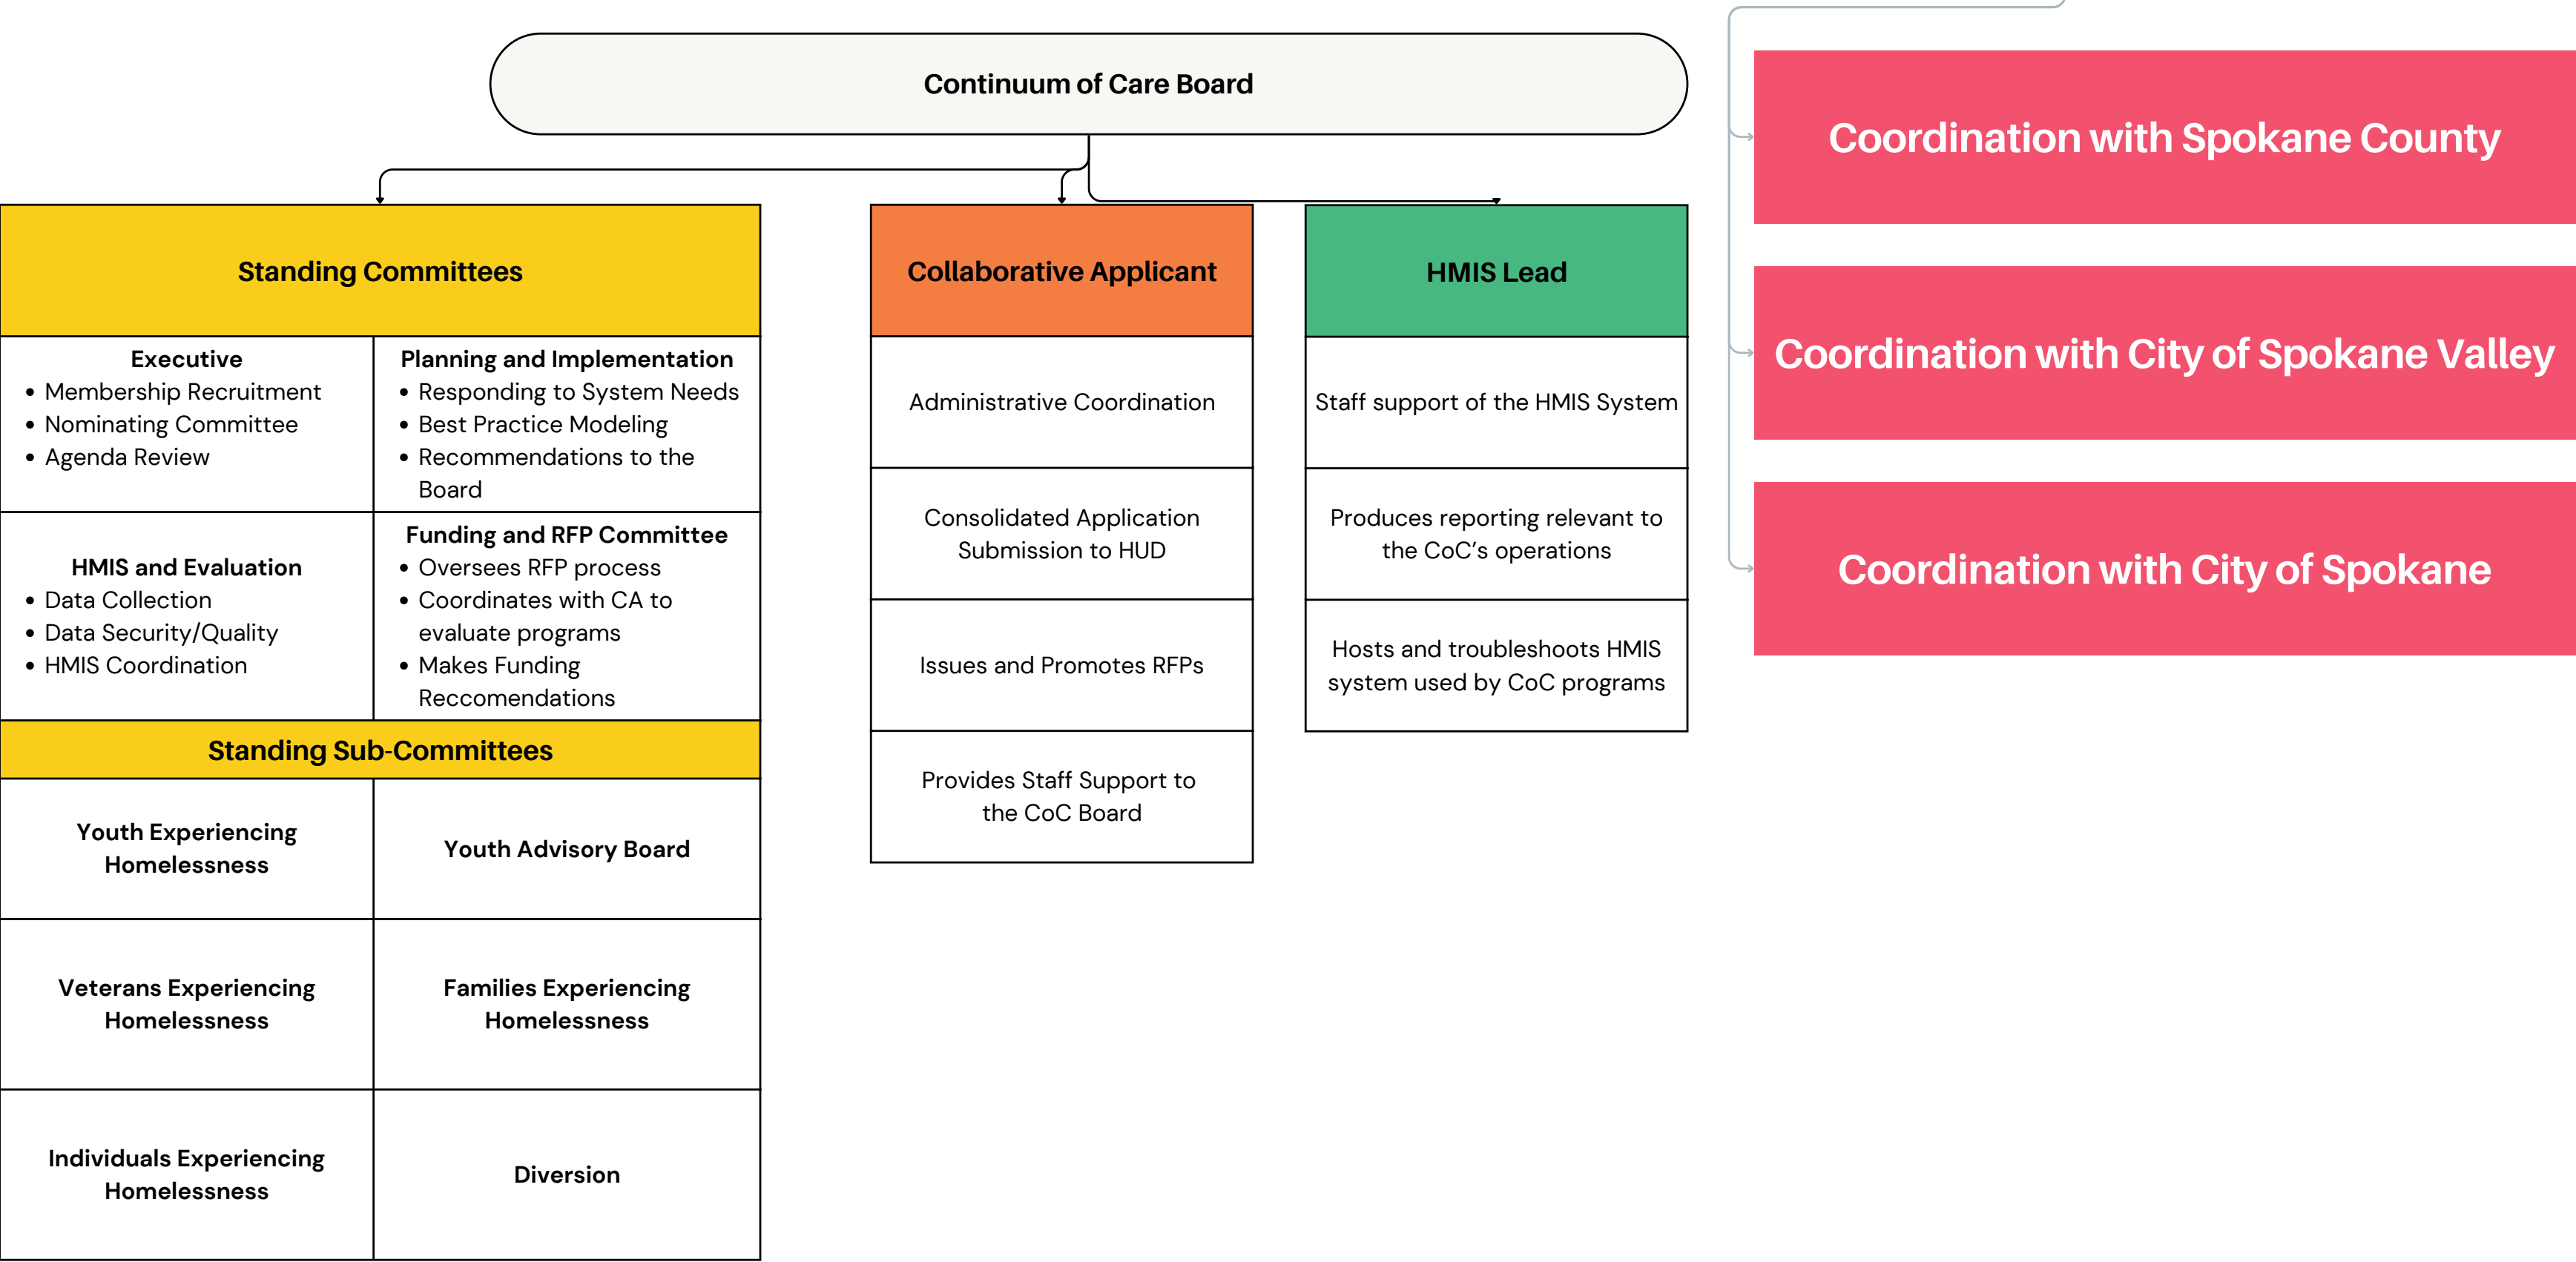 Continuum of Care Board
Standing Committees
Executive
• Membership Recruitment
• Nominating Committee
• Agenda Review
Planning and Implementation
• Responding to System Needs
• Best Practice Modeling
• Recommendations to the
Board
HMIS and Evaluation
• Data Collection
• Data Security/Quality
• HMIS Coordination
Funding and RFP Committee
• Oversees RFP process
• Coordinates with CA to
evaluate programs
• Makes Funding
Reccomendations
Standing Sub-Committees
Youth Experiencing
Homelessness
Youth Advisory Board
Veterans Experiencing
Homelessness
Families Experiencing
Homelessness
Individuals Experiencing
Homelessness
Diversion
Collaborative Applicant
Administrative Coordination
Consolidated Application
Submission to HUD
Issues and Promotes RFPs
Provides Staff Support to
the CoC Board
HMIS Lead
Staff support of the HMIS System
Produces reporting relevant to
the CoC’s operations
Hosts and troubleshoots HMIS
system used by CoC programs
Coordination with Spokane County
Coordination with City of Spokane Valley
Coordination with City of Spokane